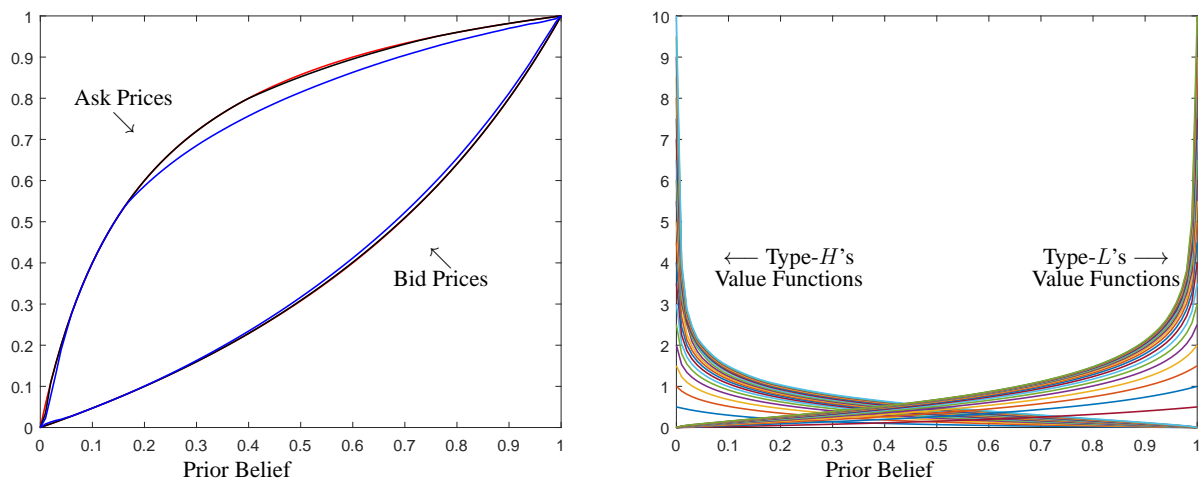 1
0.9
0.8
0.7
0.6
0.5
0.4
0.3
0.2
0.1
0
Ask Prices
Bid Prices
0 0.1 0.2 0.3 0.4 0.5 0.6 0.7 0.8 0.9 1
Prior Belief
10
9
8
7
6
5
4
3
2
1
0
⟵ Type-H's
Value Functions
Type-L's ⟶
Value Functions
0 0.1 0.2 0.3 0.4 0.5 0.6 0.7 0.8 0.9 1
Prior Belief